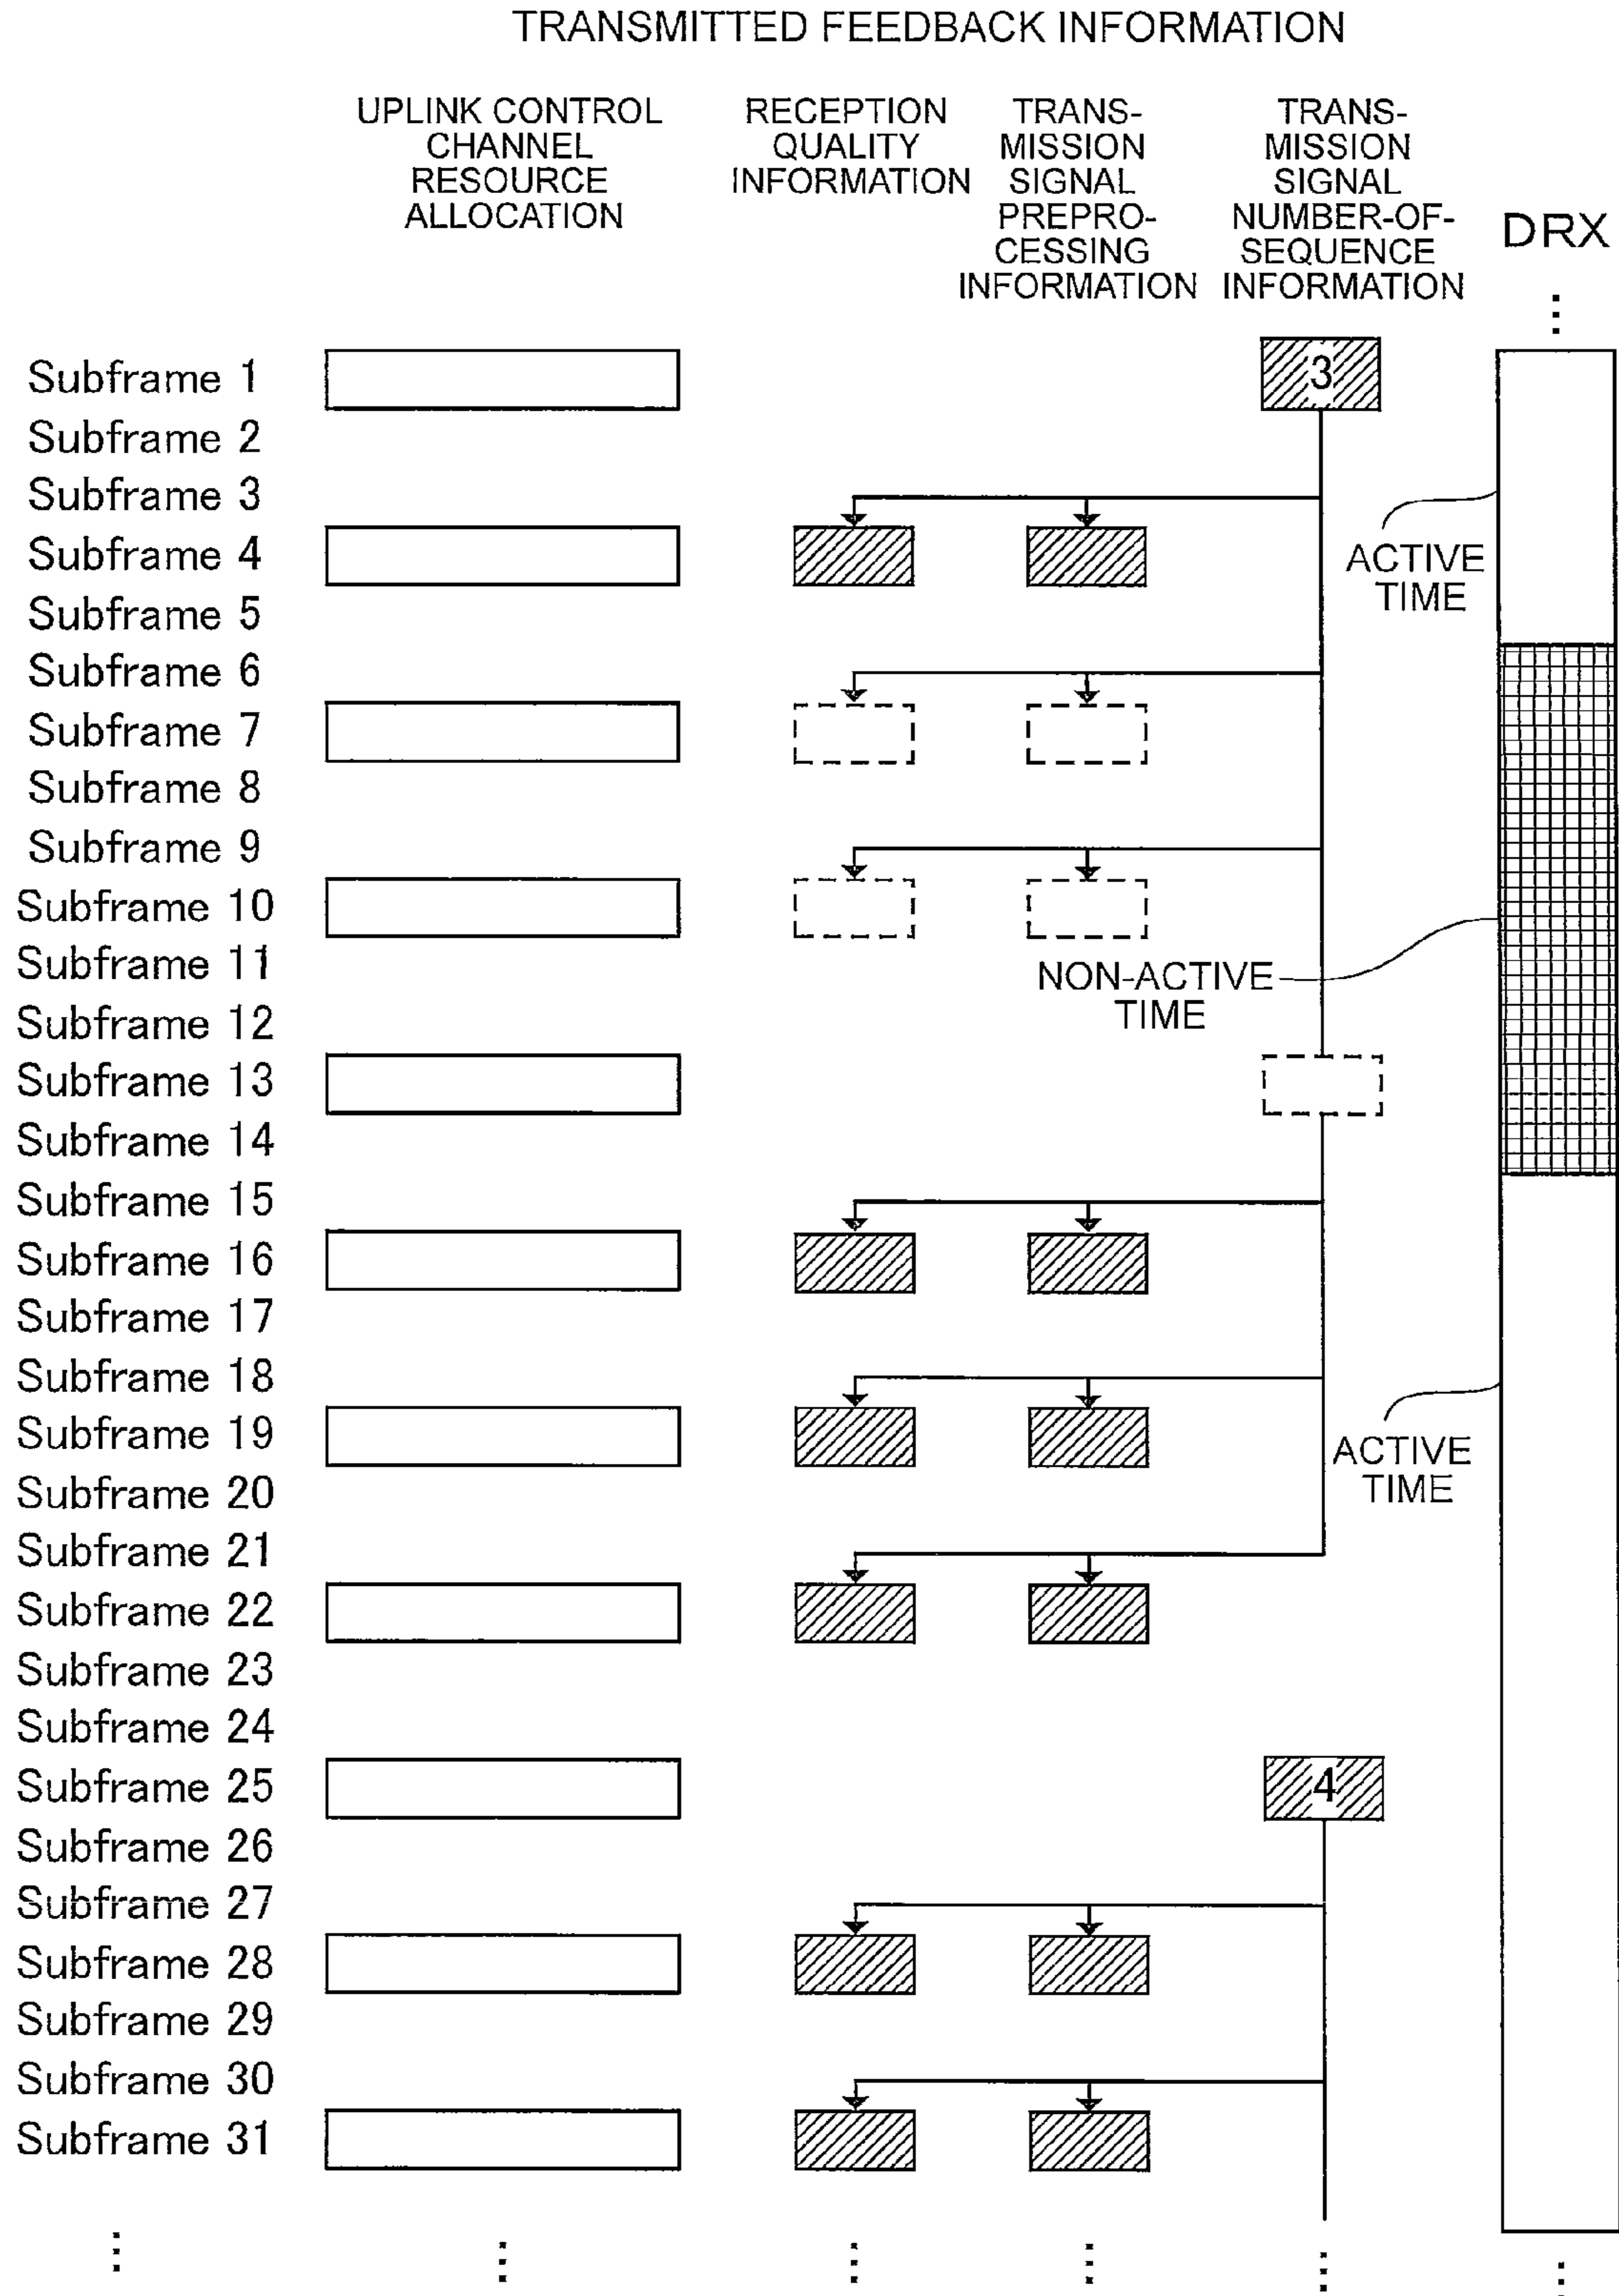 TRANSMITTED FEEDBACK INFORMATION
UPLINK CONTROL
CHANNEL
RESOURCE
ALLOCATION
RECEPTION
QUALITY
INFORMATION
TRANS-
MISSION
SIGNAL
PREPRO-
CESSING
INFORMATION
TRANS-
MISSION
SIGNAL
NUMBER-OF-
SEQUENCE
INFORMATION
DRX
Subframe 1
3
Subframe 2
Subframe 3
Subframe 4
ACTIVE
TIME
Subframe 5
Subframe 6
Subframe 7
Subframe 8
Subframe 9
Subframe 10
Subframe 11
NON-ACTIVE
TIME
Subframe 12
Subframe 13
Subframe 14
Subframe 15
Subframe 16
Subframe 17
Subframe 18
Subframe 19
ACTIVE
TIME
Subframe 20
Subframe 21
Subframe 22
Subframe 23
Subframe 24
Subframe 25
4
Subframe 26
Subframe 27
Subframe 28
Subframe 29
Subframe 30
Subframe 31